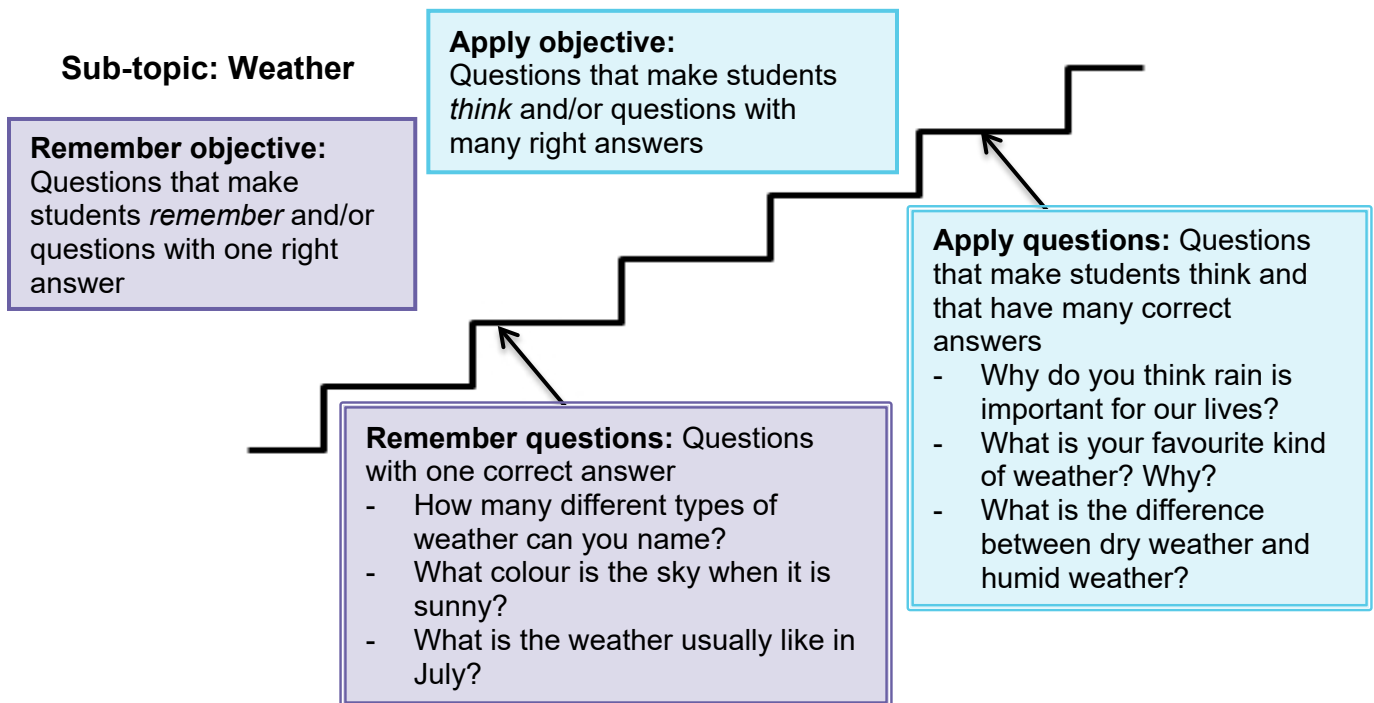 Sub-topic: Weather
Remember objective:
Questions that make
students remember and/or
questions with one right
answer
Apply objective:
Questions that make students
think and/or questions with
many right answers
Remember questions: Questions
with one correct answer
- How many different types of
weather can you name?
- What colour is the sky when it is
sunny?
- What is the weather usually like in
July?
Apply questions: Questions
that make students think and
that have many correct
answers
- Why do you think rain is
important for our lives?
- What is your favourite kind
of weather? Why?
- What is the difference
between dry weather and
humid weather?